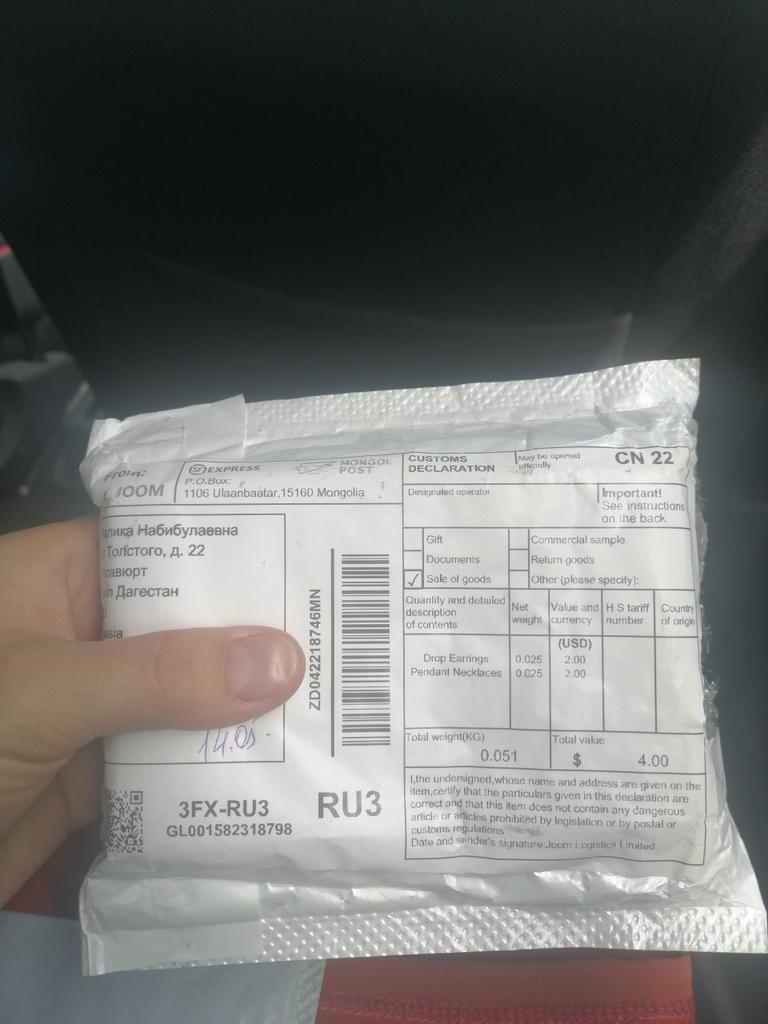 From:
JOOM
SF EXPRESS
MONGOL
POST
P.O.Box:
1106 Ulaanbaatar,15160 Mongolia
Набибулаевна
Толстого, д. 22
Дагестан
ZD042218746MN
14.05.
3FX-RU3
GL001582318798
RU3
CUSTOMS
DECLARATION
May be opened
officially
CN 22
Designated operator
Important!
See instructions
on the back
Gift
Commercial sample
Documents
Return goods
✓ Sale of goods
Other (please specify):
Quantity and detailed
description
of contents
Net
weight
Value and
currency
H S tariff
number
Country
of origin
(USD)
Drop Earrings 0.025 2.00
Pendant Necklaces 0.025 2.00
Total weight(KG)
0.051
Total value
$ 4.00
I,the undersigned,whose name and address are given on the
item,certify that the particulars given in this declaration are
correct and that this item does not contain any dangerous
article or articles prohibited by legislation or by postal or
customs regulations
Date and sender's signature:Joom Logistics Limited